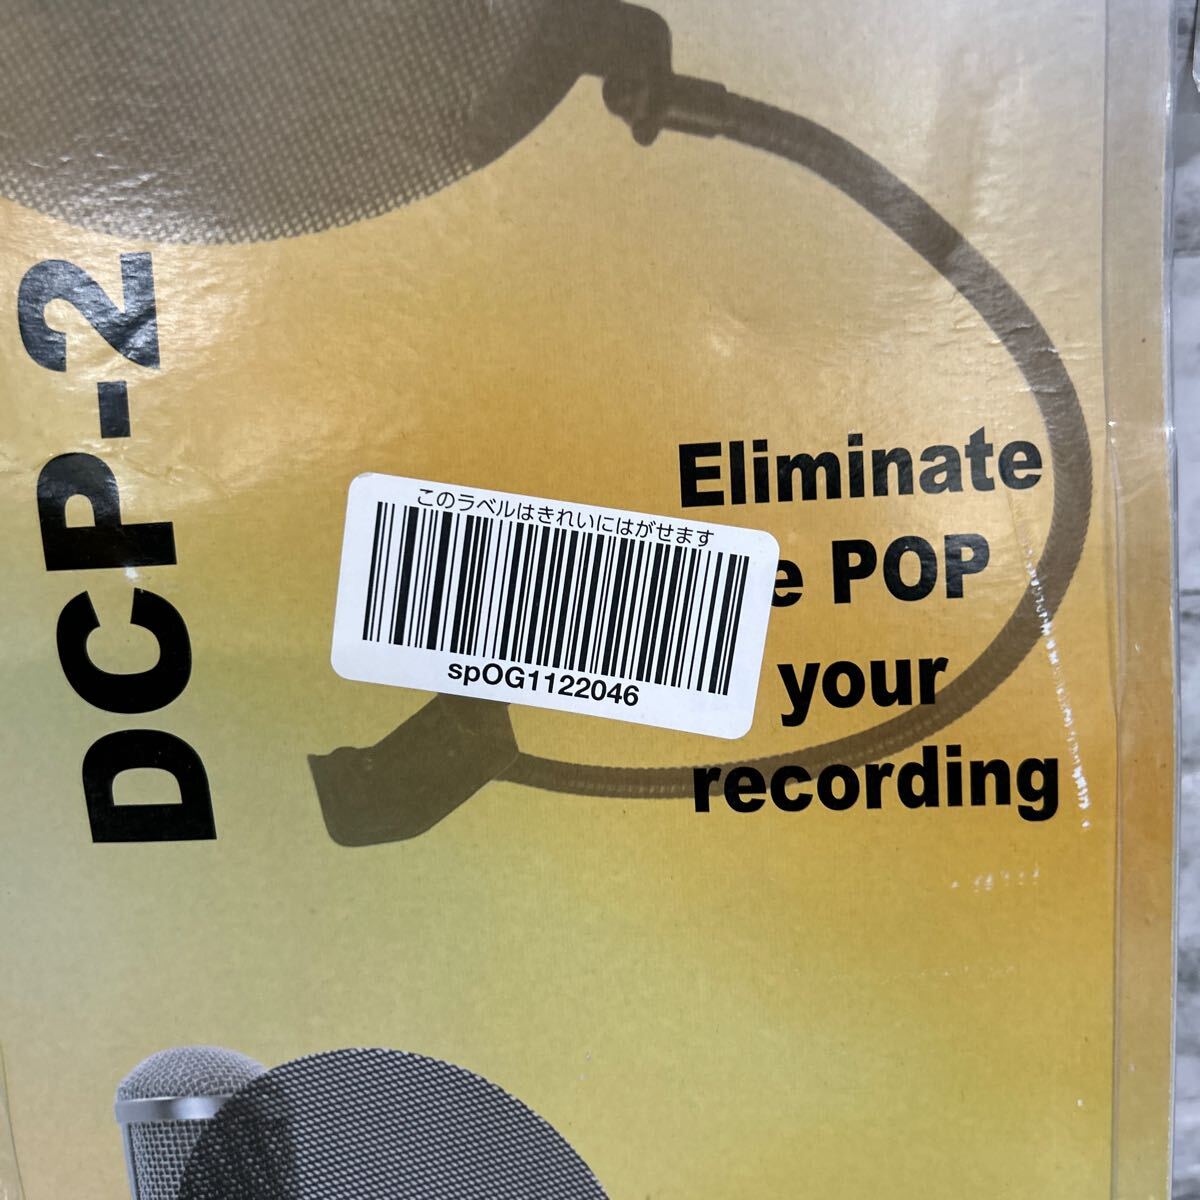 DCP-2
Eliminate
e POP
your
recording
このラベルはきれいにはがせます
spOG1122046